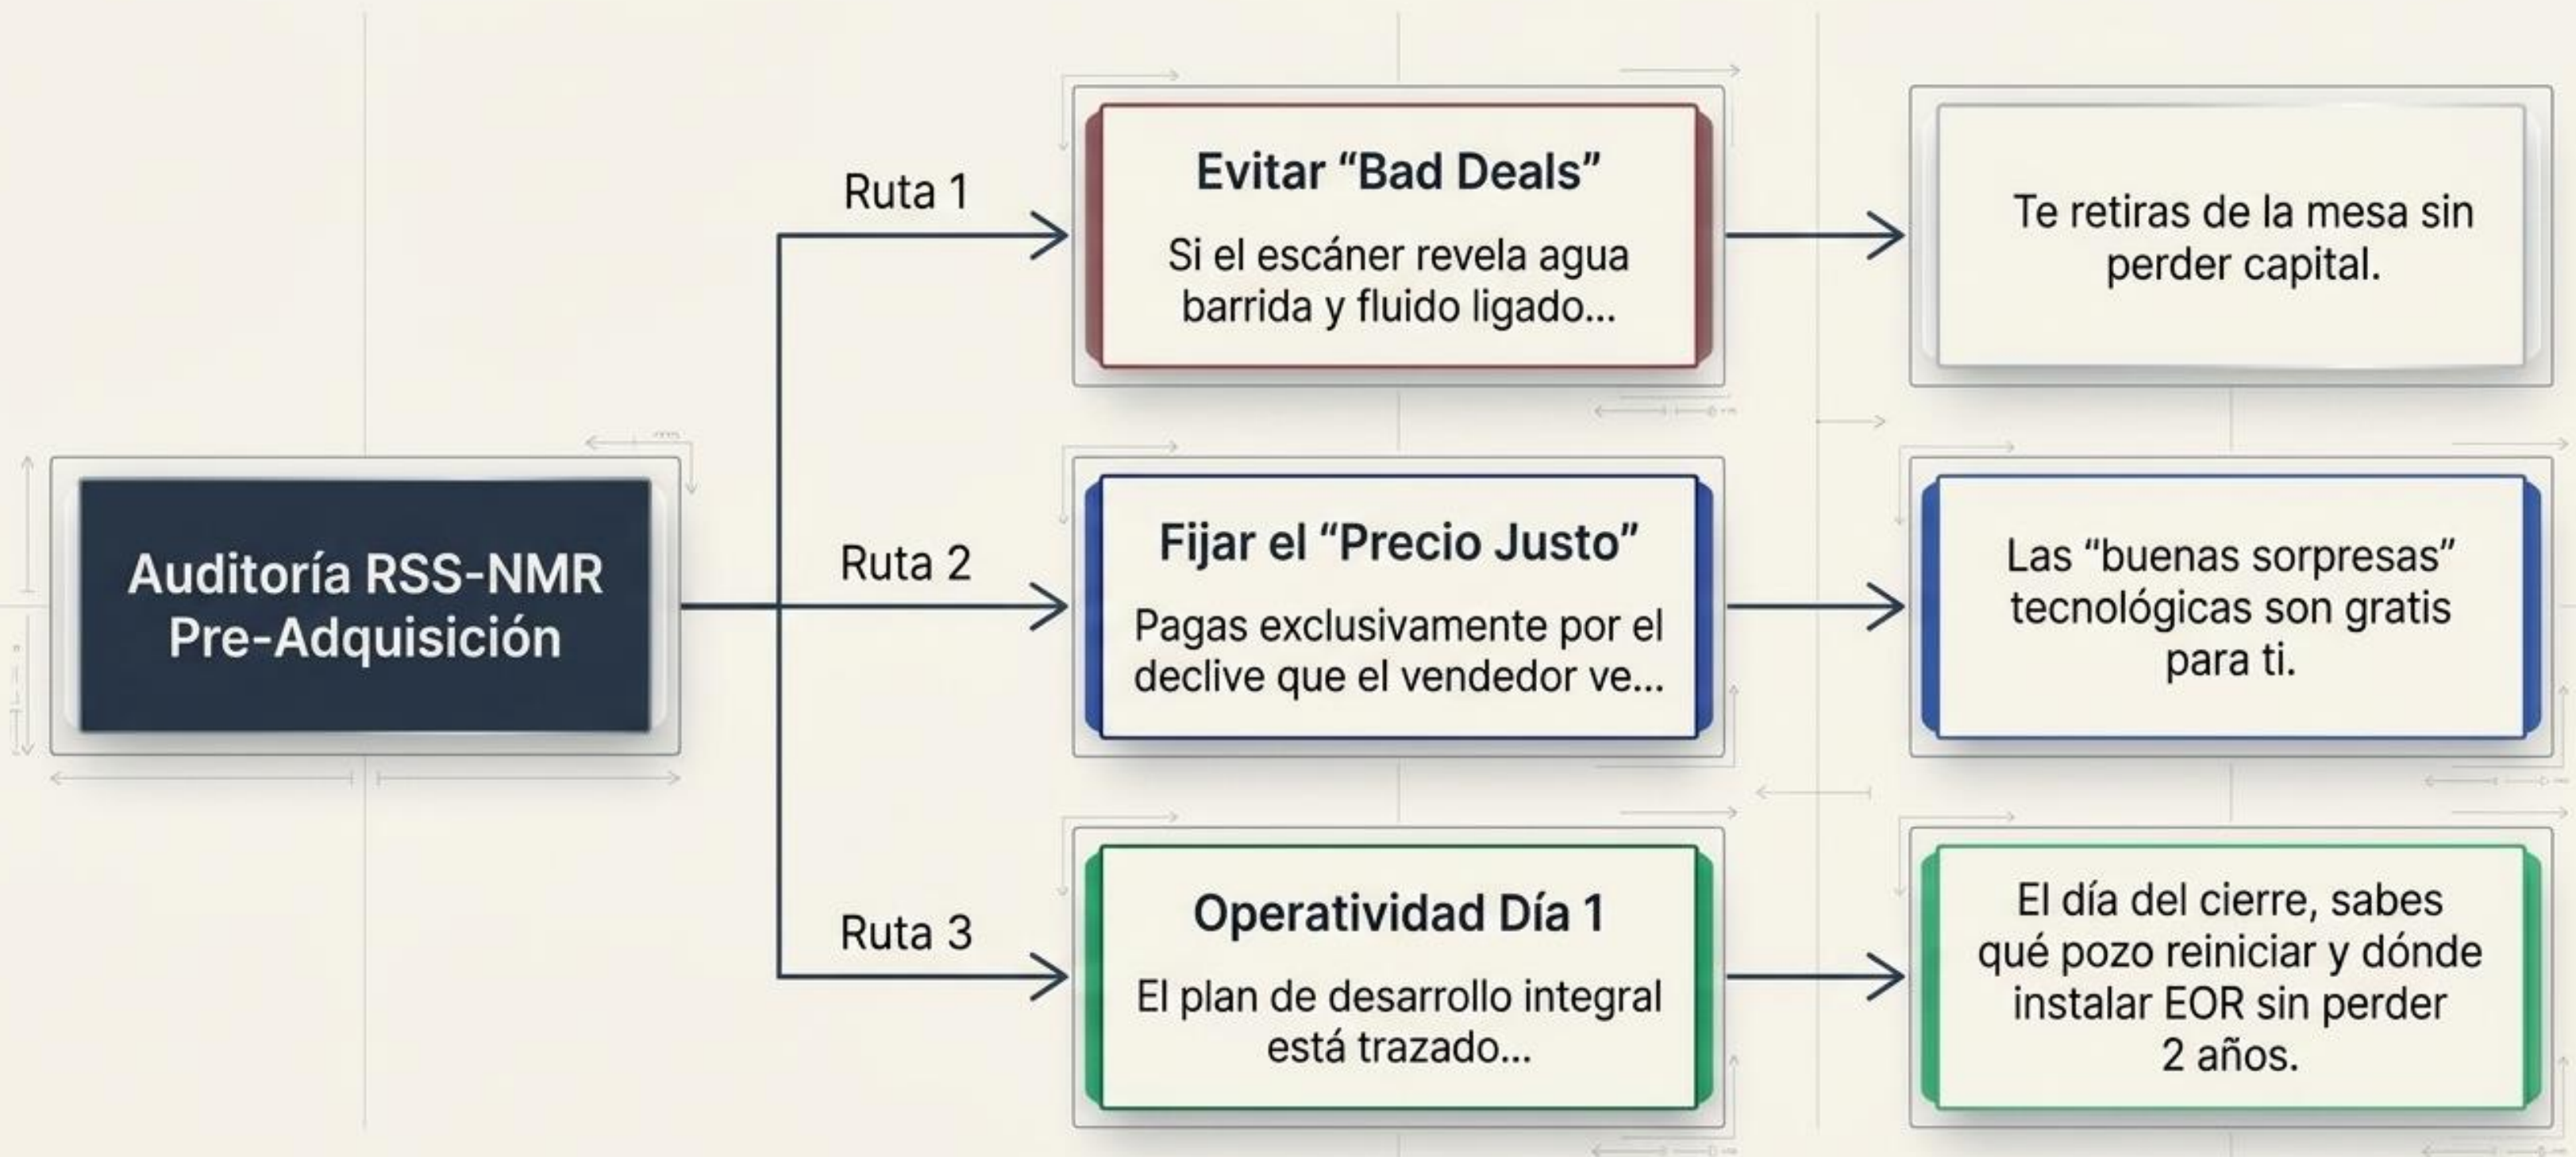 Auditoría RSS-NMR
Pre-Adquisición
Ruta 1
Evitar “Bad Deals”
Si el escáner revela agua
barrida y fluido ligado...
Te retiras de la mesa sin
perder capital.
Ruta 2
Fijar el “Precio Justo”
Pagas exclusivamente por el
declive que el vendedor ve...
Las “buenas sorpresas”
tecnológicas son gratis
para ti.
Ruta 3
Operatividad Día 1
El plan de desarrollo integral
está trazado...
El día del cierre, sabes
qué pozo reiniciar y dónde
instalar EOR sin perder
2 años.